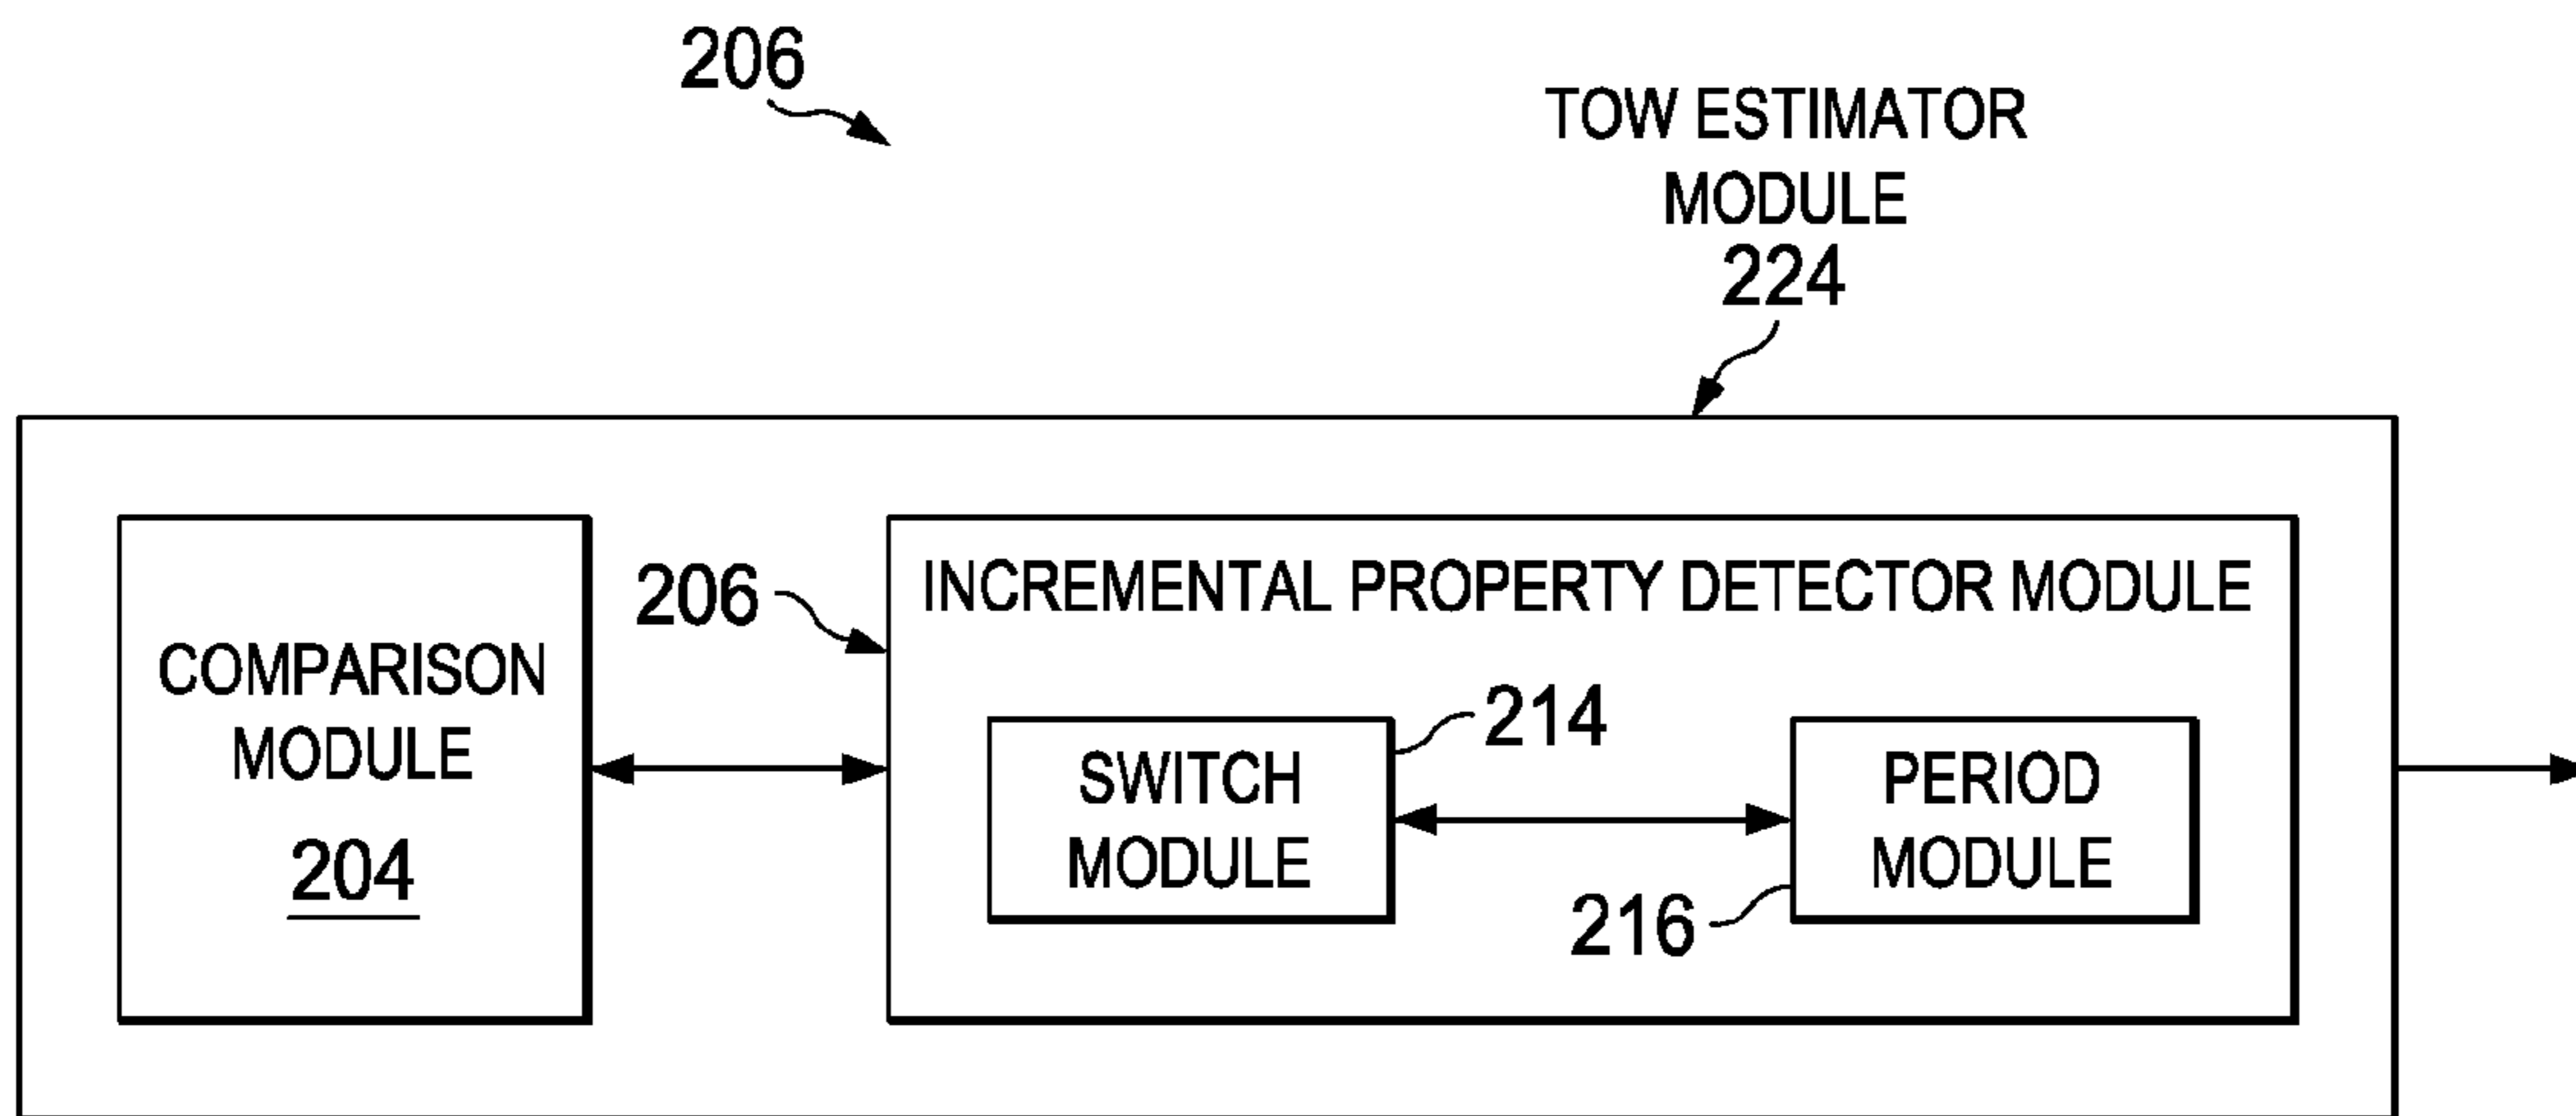 206
TOW ESTIMATOR
MODULE
224
206
INCREMENTAL PROPERTY DETECTOR MODULE
COMPARISON
MODULE
204
214
SWITCH
MODULE
PERIOD
MODULE
216